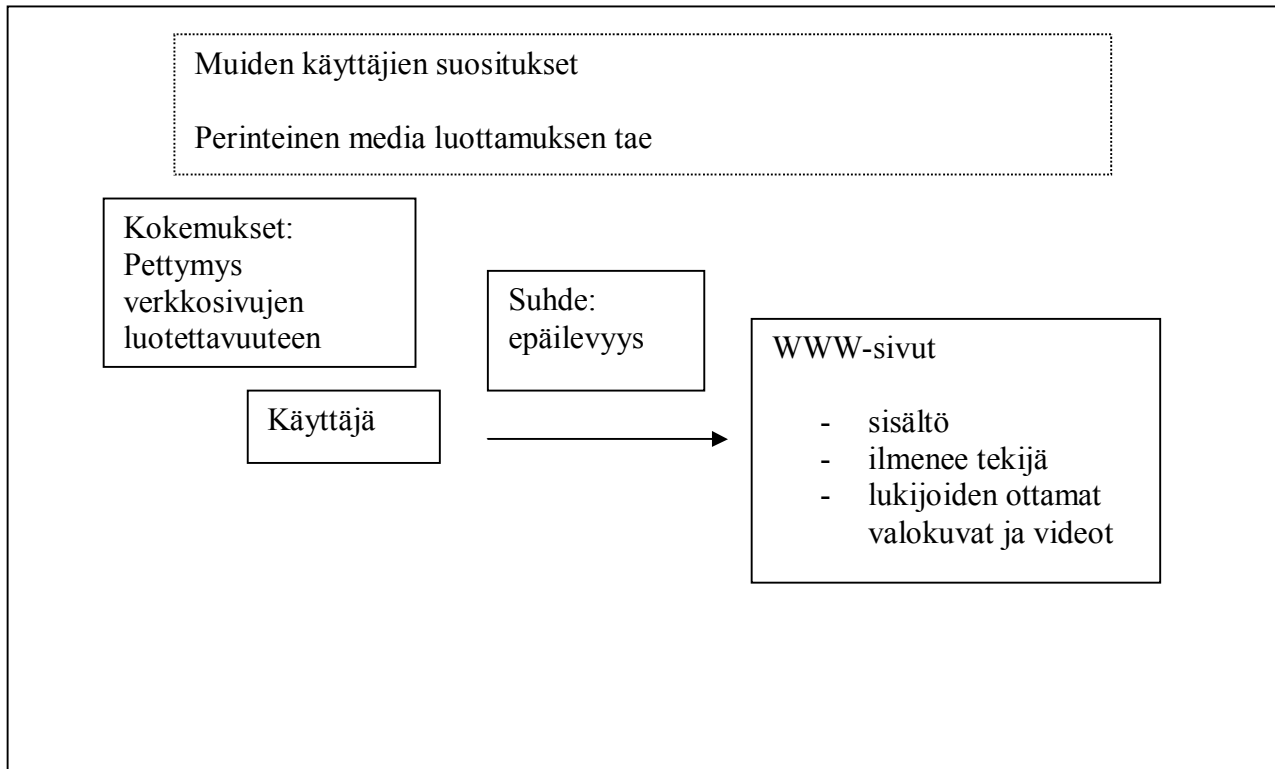 Muiden käyttäjien suositukset
Perinteinen media luottamuksen tae
Kokemukset:
Pettymys
verkkosivujen
luotettavuuteen
Suhde:
epäilevyys
Käyttäjä
WWW-sivut
- sisältö
- ilmenee tekijä
- lukijoiden ottamat
valokuvat ja videot